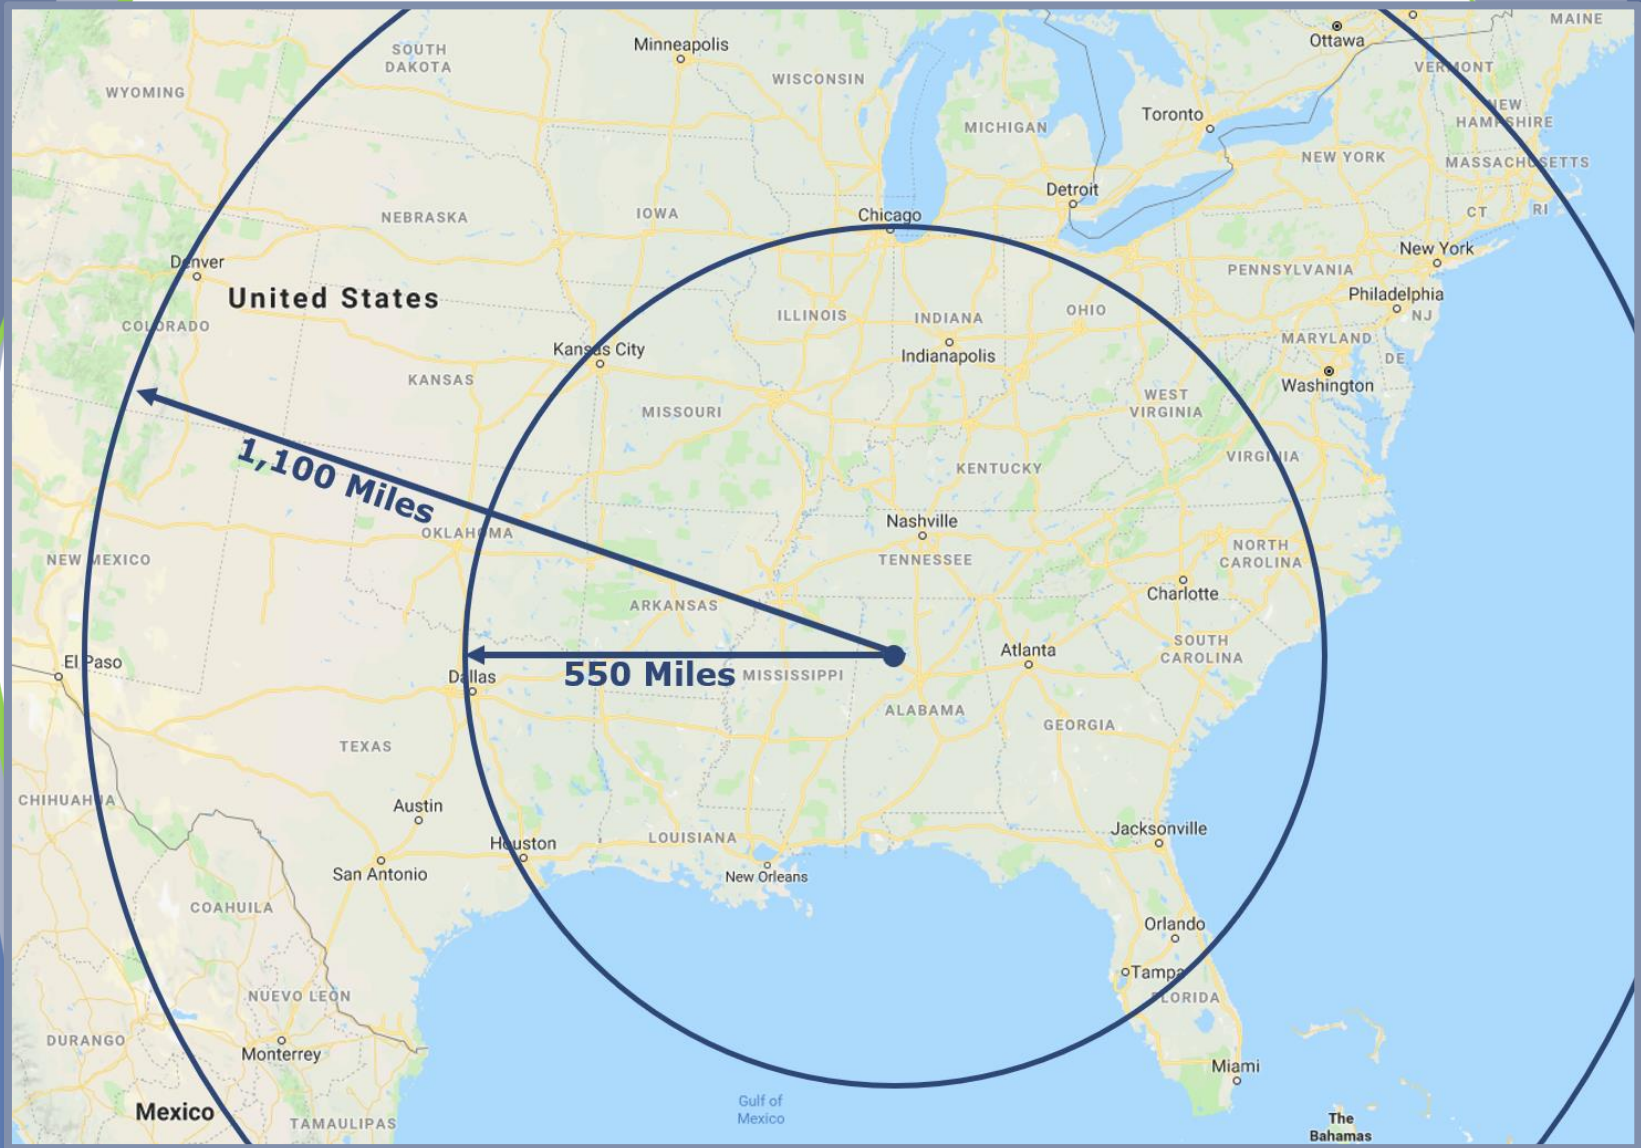 MAINE
Ottawa
Minneapolis
SOUTH
DAKOTA
WISCONSIN
VERMONT
WYOMING
NEW
HAMPSHIRE
Toronto
MICHIGAN
NEW YORK
MASSACHUSETTS
Detroit
IOWA
NEBRASKA
Chicago
CT
RI
New York
Denver
PENNSYLVANIA
United States
Philadelphia
NJ
COLORADO
ILLINOIS
INDIANA
OHIO
MARYLAND
Kansas City
Indianapolis
DE
KANSAS
Washington
MISSOURI
WEST
VIRGINIA
1,100 Miles
VIRGINIA
KENTUCKY
Nashville
OKLAHOMA
NEW MEXICO
TENNESSEE
NORTH
CAROLINA
Charlotte
ARKANSAS
SOUTH
CAROLINA
Atlanta
El Paso
Dallas
550 Miles
MISSISSIPPI
ALABAMA
GEORGIA
TEXAS
CHIHUAHUA
Austin
Jacksonville
Houston
LOUISIANA
San Antonio
New Orleans
COAHUILA
Orlando
Tampa
NUEVO LEÓN
FLORIDA
DURANGO
Monterrey
Miami
Gulf of
Mexico
Mexico
TAMAULIPAS
The
Bahamas